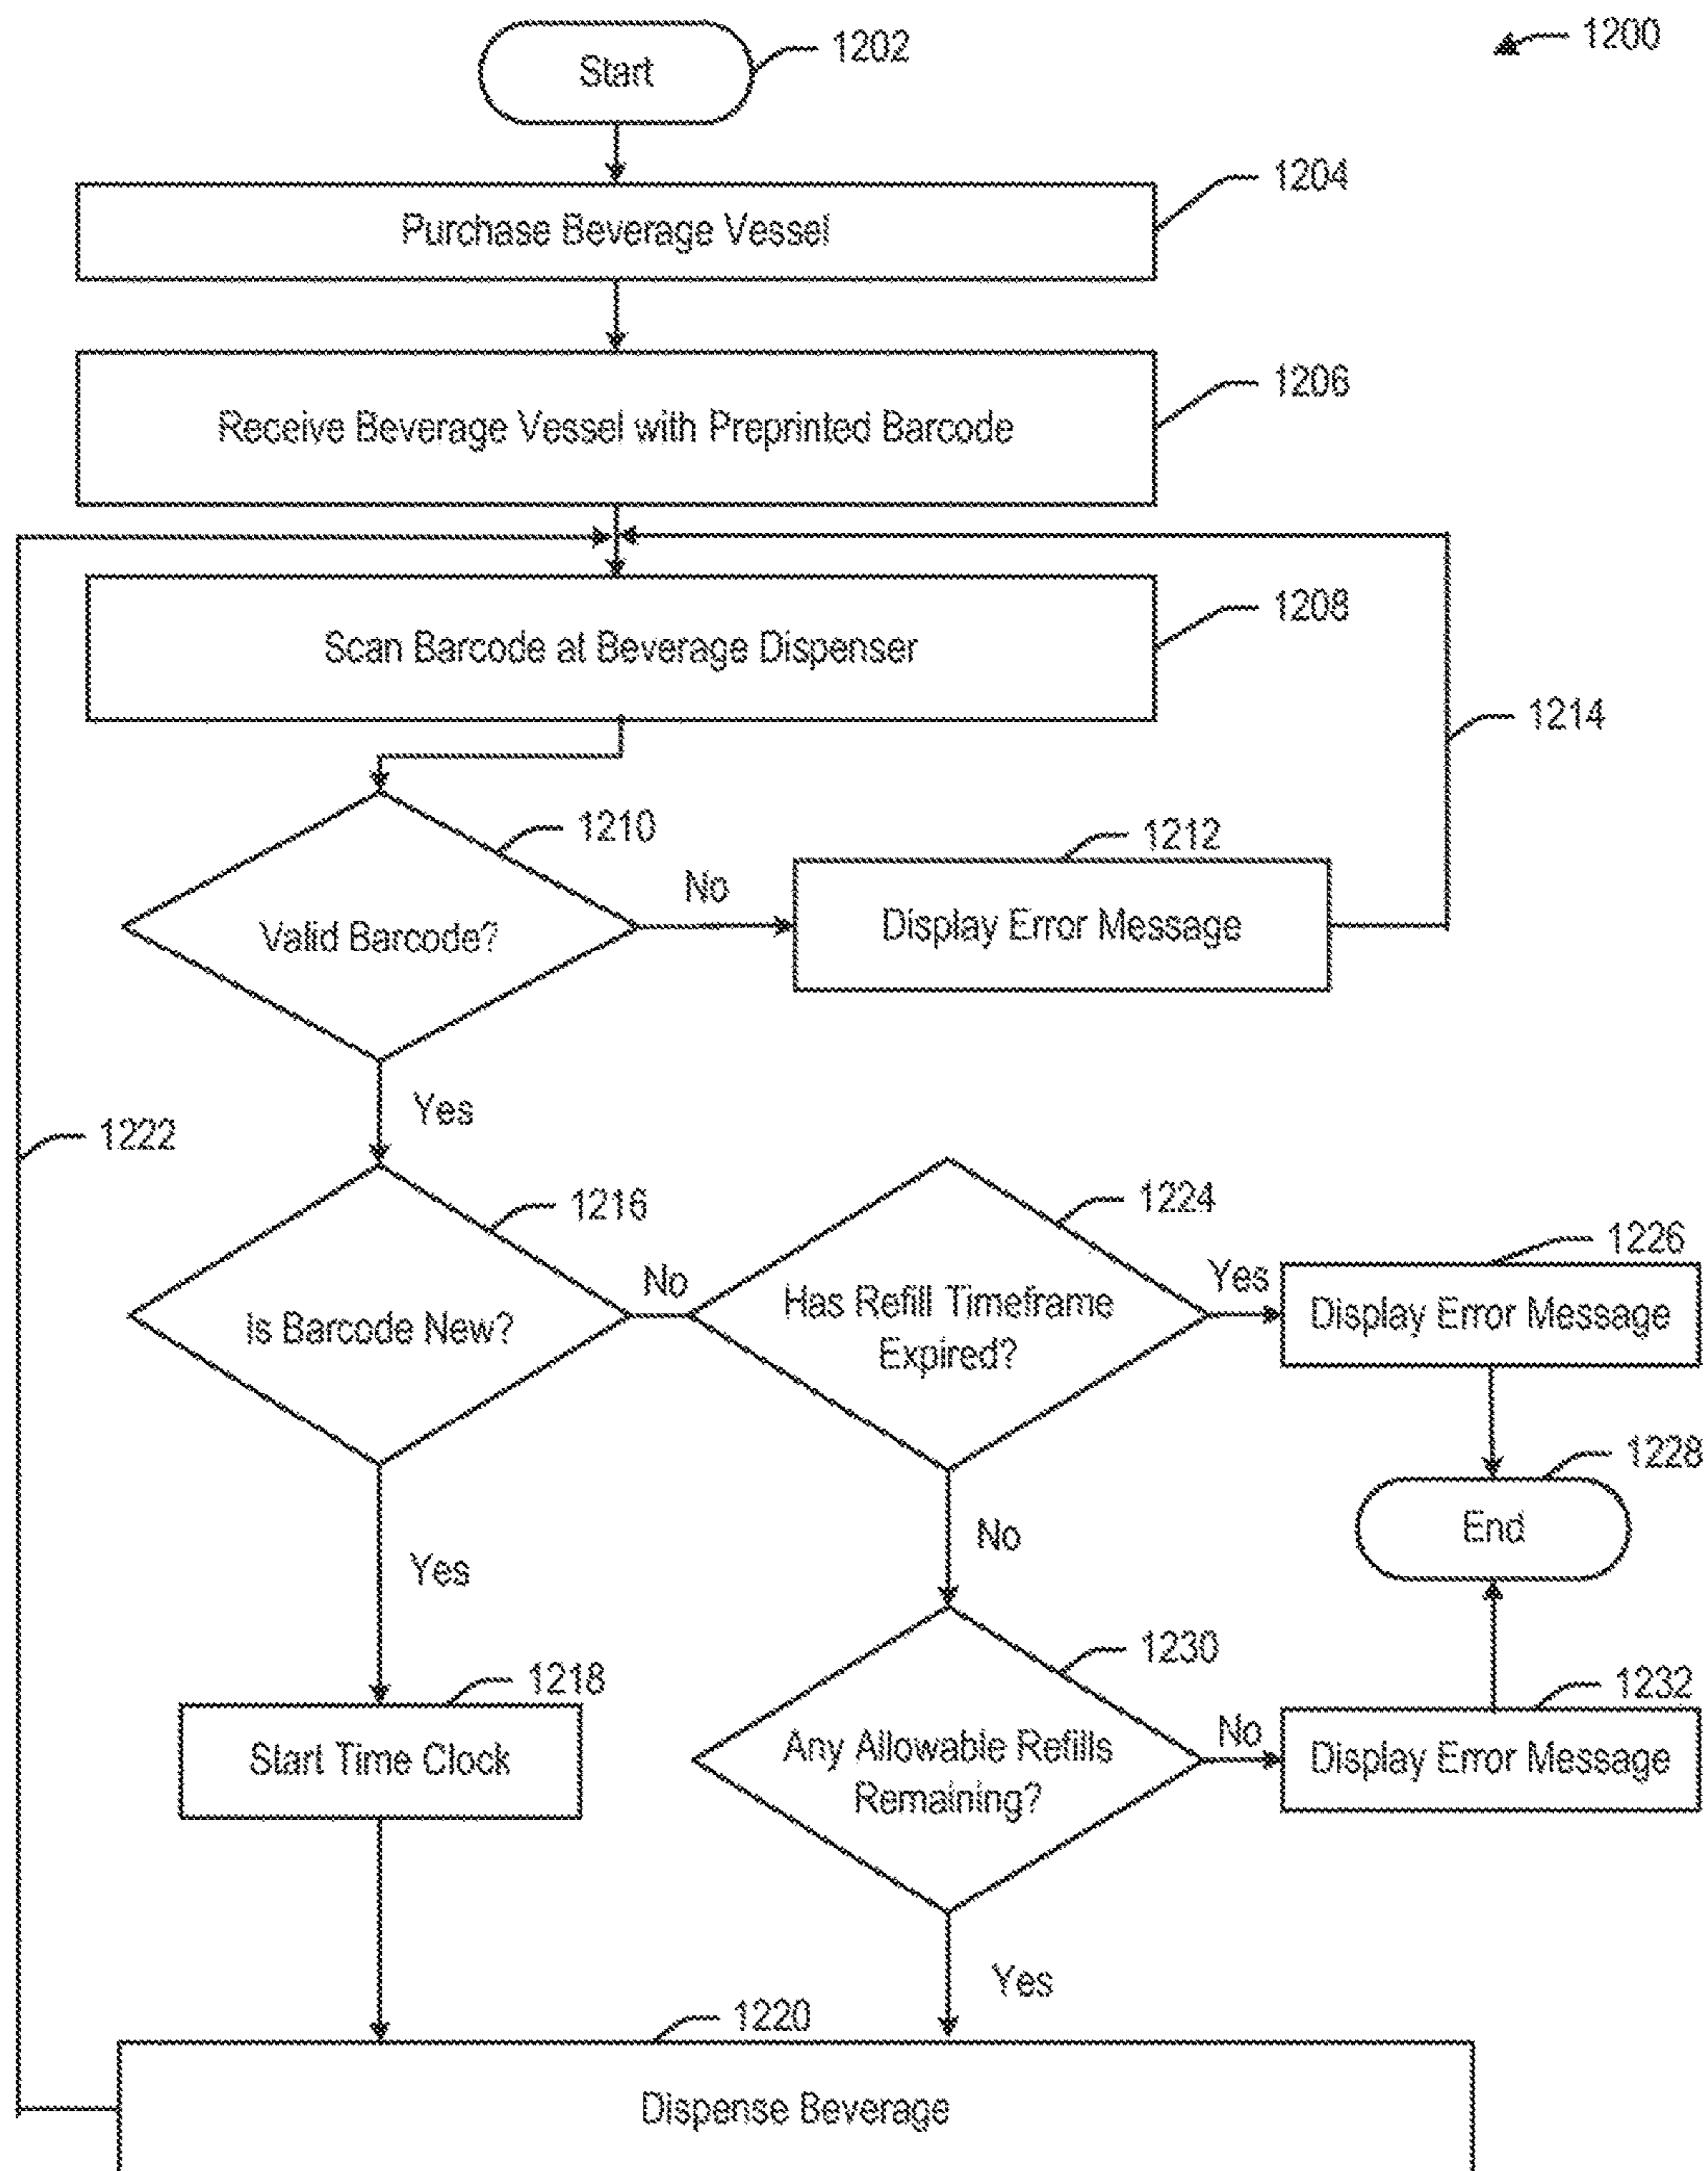 1200
Start
1202
Purchase Beverage Vessel
1204
Receive Beverage Vessel with Preprinted Barcode
1206
Scan Barcode at Beverage Dispenser
1208
1214
Valid Barcode?
1210
No
1212
Display Error Message
Yes
1222
Is Barcode New?
1216
No
Has Refill Timeframe
Expired?
1224
Yes
1226
Display Error Message
1228
End
Yes
No
1218
Start Time Clock
Any Allowable Refills
Remaining?
1230
No
1232
Display Error Message
Yes
1220
Dispense Beverage